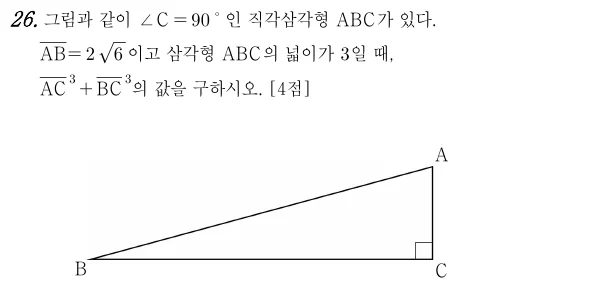 26. 그림과 같이 ∠C=90°인 직각삼각형 ABC가 있다.
AB=2√6이고 삼각형 ABC의 넓이가 3일 때,
AC³+BC³의 값을 구하시오. [4점]
A
B
C